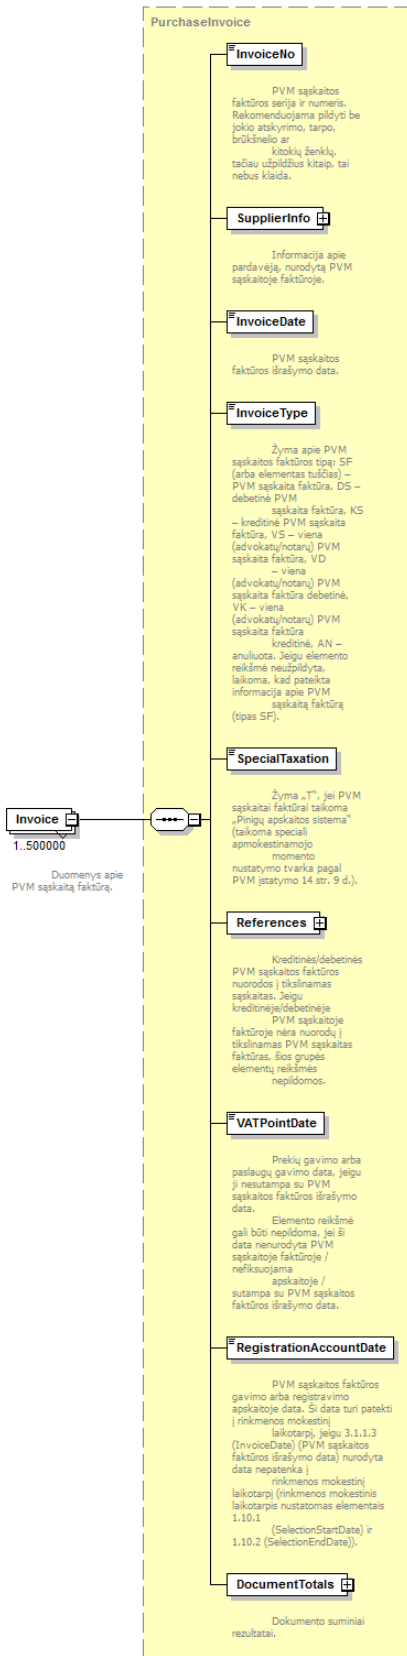 PurchaseInvoice
InvoiceNo
PVM sąskaitos
faktūros serija ir numeris.
Rekomenduojama pildyti be
jokio atskyrimo, tarpo,
brūkšnelio ar
kitokių ženklų,
tačiau užpildžius kitaip, tai
nebus klaida.
SupplierInfo
Informacija apie
pardavėją, nurodytą PVM
sąskaitoje faktūroje.
InvoiceDate
PVM sąskaitos
faktūros išrašymo data.
InvoiceType
Žyma apie PVM
sąskaitos faktūros tipą: SF
(arba elementas tuščias) –
PVM sąskaita faktūra, DS –
debetinė PVM
sąskaita faktūra, KS
– kreditinė PVM sąskaita
faktūra, VS – viena
(advokatų/notarų) PVM
sąskaita faktūra, VD
– viena
(advokatų/notarų) PVM
sąskaita faktūra debetinė,
VK – viena
(advokatų/notarų) PVM
sąskaita faktūra
kreditinė, AN –
anuliuota. Jeigu elemento
reikšmė neužpildyta,
laikoma, kad pateikta
informacija apie PVM
sąskaitą faktūrą
(tipas SF).
SpecialTaxation
Žyma „T“, jei PVM
sąskaitai faktūrai taikoma
„Pinigų apskaitos sistema“
(taikoma speciali
apmokestinamojo
momento
nustatymo tvarka pagal
PVM įstatymo 14 str. 9 d.).
Invoice
1..500000
Duomenys apie
PVM sąskaitą faktūrą.
References
Kreditinės/debetinės
PVM sąskaitos faktūros
nuorodos į tikslinamas
sąskaitas. Jeigu
kreditinėje/debetinėje
PVM sąskaitoje
faktūroje nėra nuorodų į
tikslinamas PVM sąskaitas
faktūras, šios grupės
elementų reikšmės
nepildomos.
VATPointDate
Prekių gavimo arba
paslaugų gavimo data, jeigu
ji nesutampa su PVM
sąskaitos faktūros išrašymo
data.
Elemento reikšmė
gali būti nepildoma, jei ši
data nenurodyta PVM
sąskaitoje faktūroje /
nefiksuojama
apskaitoje /
sutampa su PVM sąskaitos
faktūros išrašymo data.
RegistrationAccountDate
PVM sąskaitos faktūros
gavimo arba registravimo
apskaitoje data. Ši data turi patekti
į rinkmenos mokestinį
laikotarpį, jeigu 3.1.1.3
(InvoiceDate) (PVM sąskaitos
faktūros išrašymo data) nurodyta
data nepatenka į
rinkmenos mokestinį
laikotarpį (rinkmenos mokestinis
laikotarpis nustatomas elementais
1.10.1
(SelectionStartDate) ir
1.10.2 (SelectionEndDate)).
DocumentTotals
Dokumento suminiai
rezultatai.